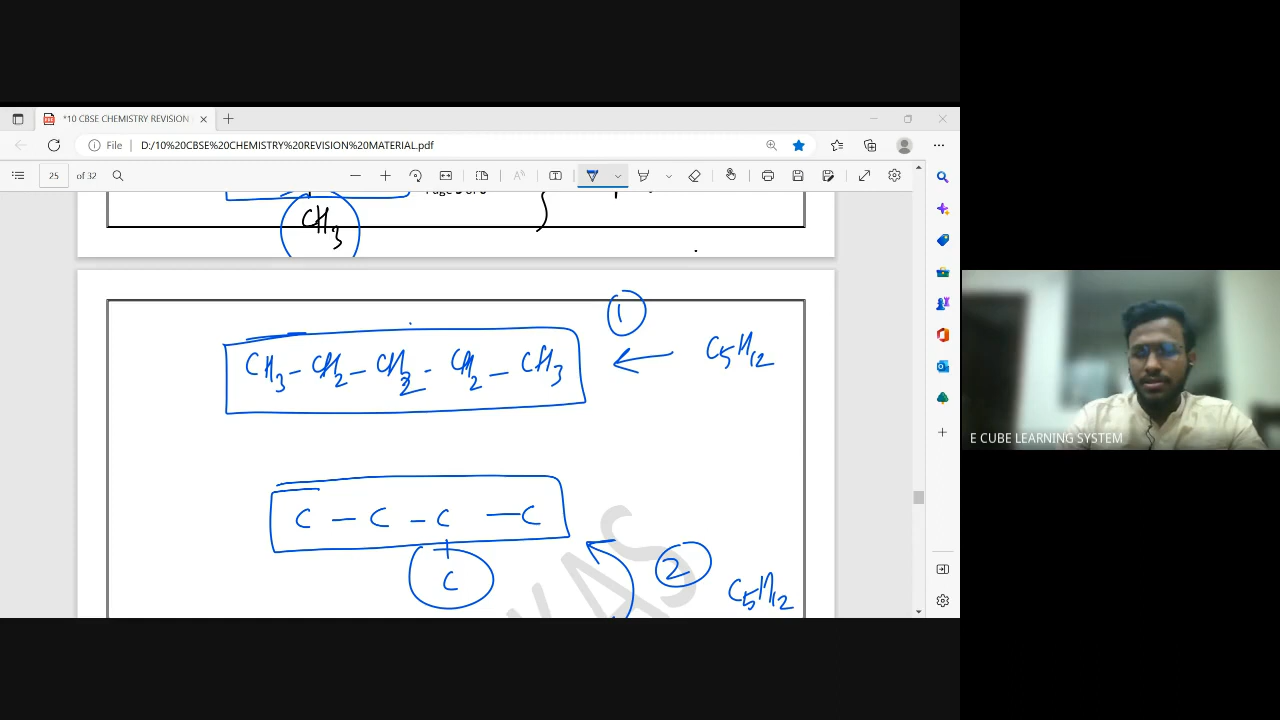 *10 CBSE CHEMISTRY REVISION
File D:/10%20CBSE%20CHEMISTRY%20REVISION%20MATERIAL.pdf
25 of 32
CH3
1
CH3 - CH2 - CH2 - CH2 - CH3
C5H12
C - C - C - C
C
2
C5H12
KAS
E CUBE LEARNING SYSTEM